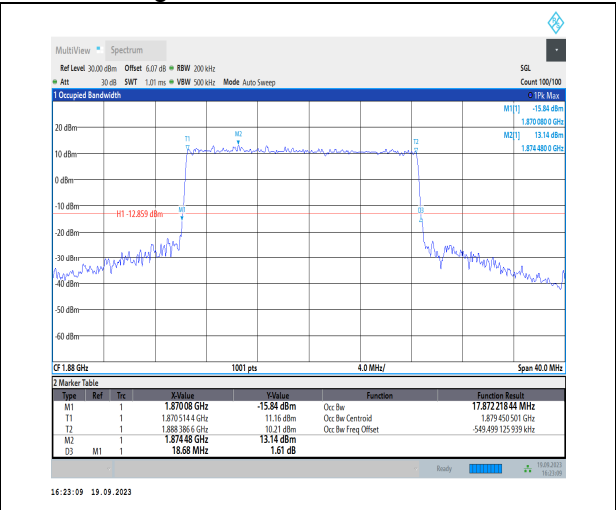 MultiView Spectrum
Ref Level 30.00 dBm Offset 6.07 dB RBW 200 kHz SGL
Att 30 dB SWT 1.01 ms VBW 500 kHz Mode Auto Sweep Count 100/100
1 Occupied Bandwidth 1Pk Max
M1[1] -15.84 dBm
1.870 080 0 GHz
M2[1] 13.14 dBm
1.874 480 0 GHz
20 dBm
T1 M2 T2
10 dBm
0 dBm
-10 dBm
H1 -12.859 dBm M1 D3
-20 dBm
-30 dBm
-40 dBm
-50 dBm
-60 dBm
CF 1.88 GHz 1001 pts 4.0 MHz/ Span 40.0 MHz
2 Marker Table
Type Ref Trc X-Value Y-Value Function Function Result
M1 1 1.870 08 GHz -15.84 dBm Occ Bw 17.872 218 44 MHz
T1 1 1.870 514 4 GHz 11.16 dBm Occ Bw Centroid 1.879 450 501 GHz
T2 1 1.888 386 6 GHz 10.21 dBm Occ Bw Freq Offset -549.499 125 939 kHz
M2 1 1.874 48 GHz 13.14 dBm
D3 M1 1 18.68 MHz 1.61 dB
Ready 19.09.2023
16:23:09
16:23:09 19.09.2023